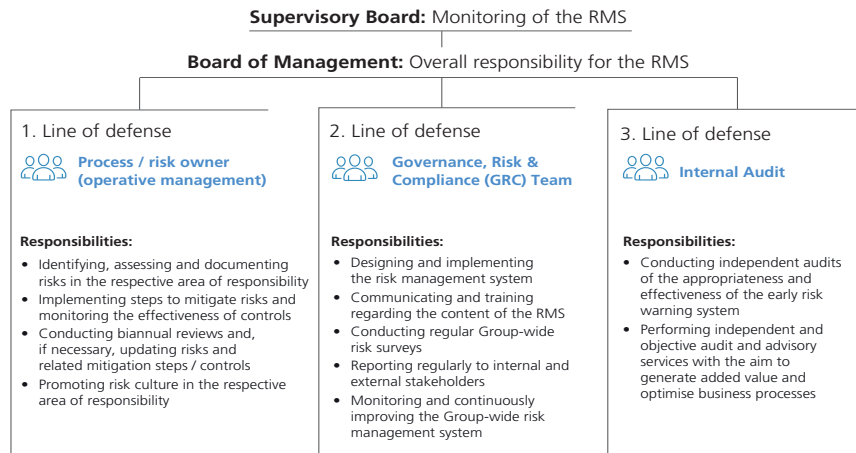 Supervisory Board: Monitoring of the RMS
Board of Management: Overall responsibility for the RMS
1. Line of defense
Process / risk owner
(operative management)
Responsibilities:
• Identifying, assessing and documenting
risks in the respective area of responsibility
• Implementing steps to mitigate risks and
monitoring the effectiveness of controls
• Conducting biannual reviews and,
if necessary, updating risks and
related mitigation steps / controls
• Promoting risk culture in the respective
area of responsibility
2. Line of defense
Governance, Risk &
Compliance (GRC) Team
Responsibilities:
• Designing and implementing
the risk management system
• Communicating and training
regarding the content of the RMS
• Conducting regular Group-wide
risk surveys
• Reporting regularly to internal and
external stakeholders
• Monitoring and continuously
improving the Group-wide risk
management system
3. Line of defense
Internal Audit
Responsibilities:
• Conducting independent audits
of the appropriateness and
effectiveness of the early risk
warning system
• Performing independent and
objective audit and advisory
services with the aim to
generate added value and
optimise business processes